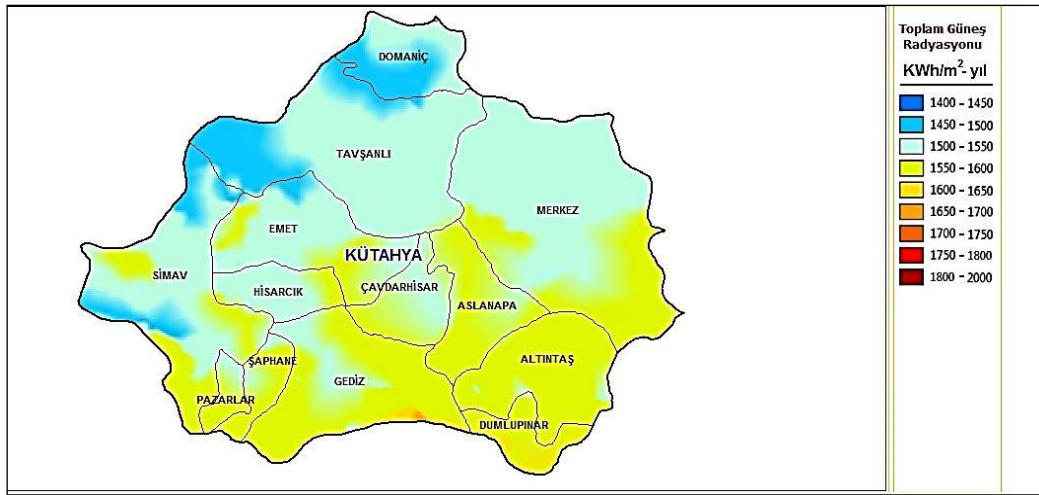 DOMANİÇ
TAVŞANLI
MERKEZ
EMET
KÜTAHYA
SİMAV
HİSARCIK
ÇAVDARHİSAR
ASLANAPA
ŞAPHANE
GEDİZ
ALTINTAŞ
PAZARLAR
DUMLUPINAR
Toplam Güneş
Radyasyonu
KWh/m²- yıl
1400 - 1450
1450 - 1500
1500 - 1550
1550 - 1600
1600 - 1650
1650 - 1700
1700 - 1750
1750 - 1800
1800 - 2000